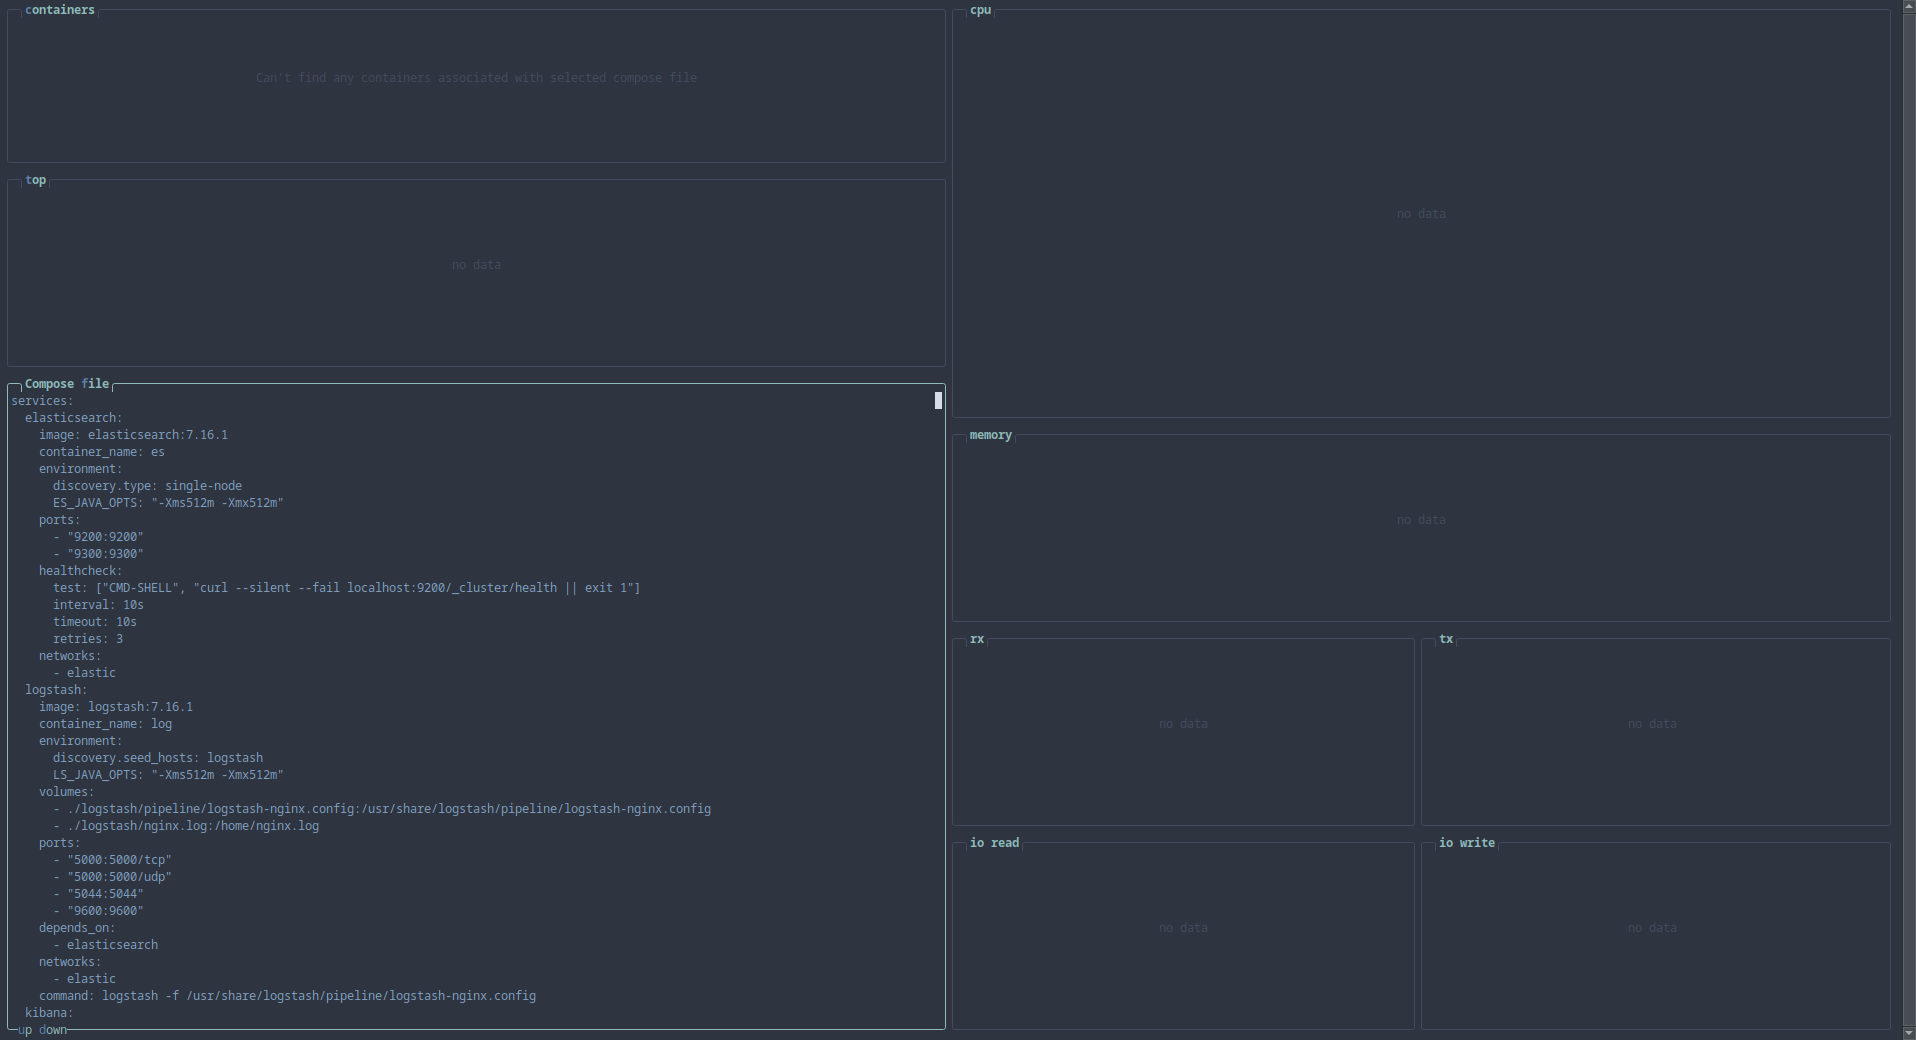 containers
Can't find any containers associated with selected compose file
top
no data
Compose file
services:
  elasticsearch:
    image: elasticsearch:7.16.1
    container_name: es
    environment:
      discovery.type: single-node
      ES_JAVA_OPTS: "-Xms512m -Xmx512m"
    ports:
      - "9200:9200"
      - "9300:9300"
    healthcheck:
      test: ["CMD-SHELL", "curl --silent --fail localhost:9200/_cluster/health || exit 1"]
      interval: 10s
      timeout: 10s
      retries: 3
    networks:
      - elastic
  logstash:
    image: logstash:7.16.1
    container_name: log
    environment:
      discovery.seed_hosts: logstash
      LS_JAVA_OPTS: "-Xms512m -Xmx512m"
    volumes:
      - ./logstash/pipeline/logstash-nginx.config:/usr/share/logstash/pipeline/logstash-nginx.config
      - ./logstash/nginx.log:/home/nginx.log
    ports:
      - "5000:5000/tcp"
      - "5000:5000/udp"
      - "5044:5044"
      - "9600:9600"
    depends_on:
      - elasticsearch
    networks:
      - elastic
    command: logstash -f /usr/share/logstash/pipeline/logstash-nginx.config
  kibana:
up down
cpu
no data
memory
no data
rx
no data
tx
no data
io read
no data
io write
no data